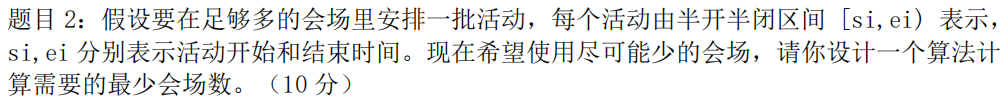 题目 2：假设要在足够多的会场里安排一批活动，每个活动由半开半闭区间 [si,ei) 表示，
si,ei 分别表示活动开始和结束时间。现在希望使用尽可能少的会场，请你设计一个算法计
算需要的最少会场数。（10 分）